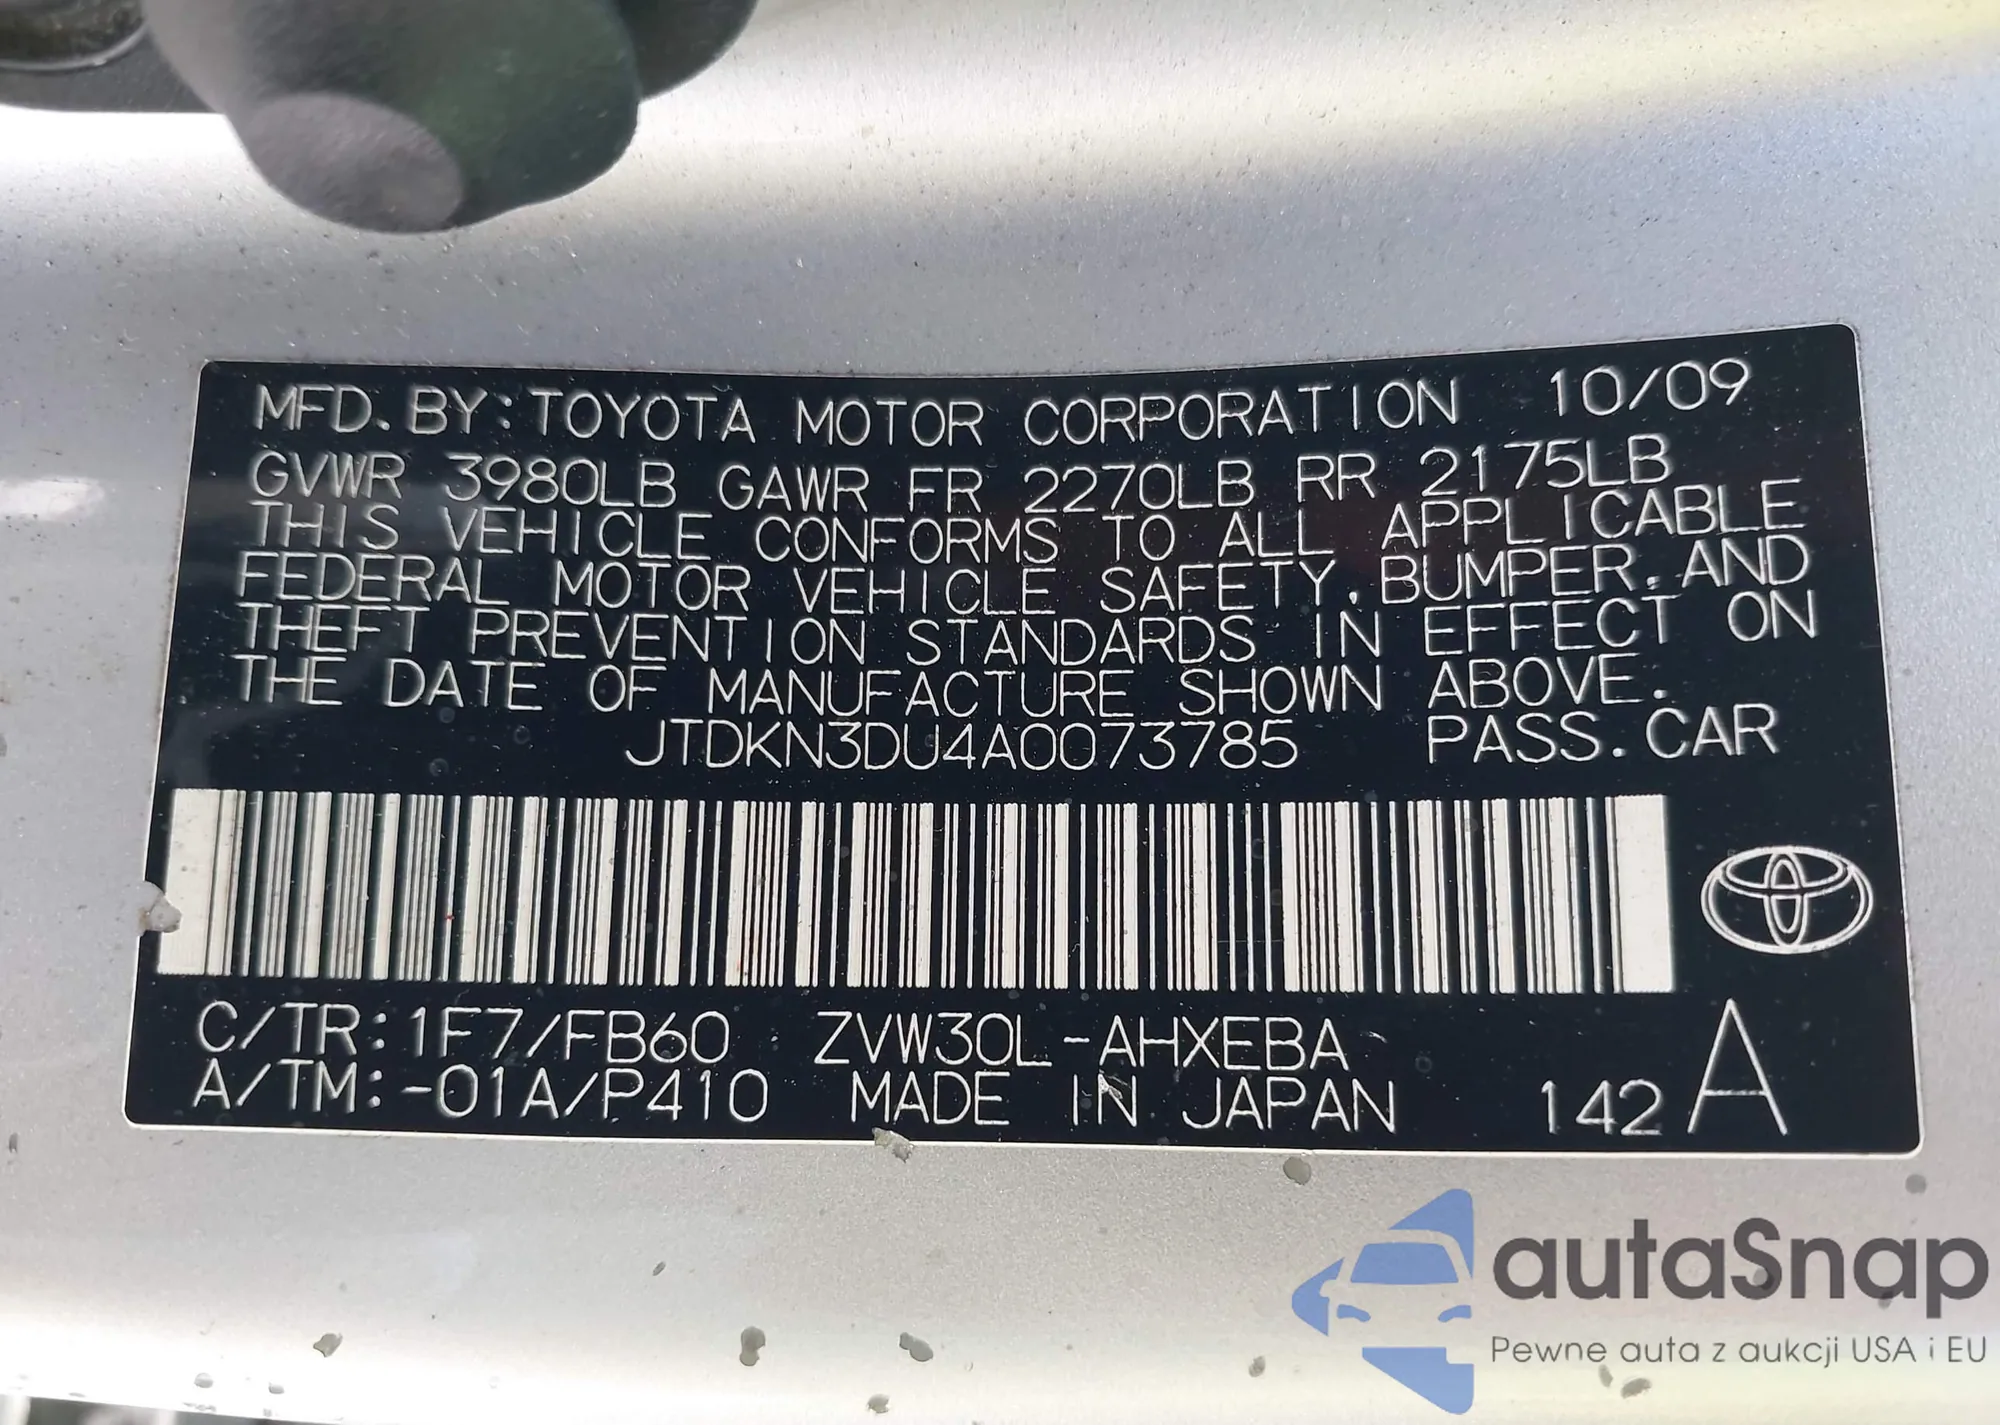 MFD. BY: TOYOTA MOTOR CORPORATION 10/09
GVWR 3980LB GAWR FR 2270LB RR 2175LB
THIS VEHICLE CONFORMS TO ALL APPLICABLE
FEDERAL MOTOR VEHICLE SAFETY, BUMPER, AND
THEFT PREVENTION STANDARDS IN EFFECT ON
THE DATE OF MANUFACTURE SHOWN ABOVE.
JTDKN3DU4A0073785 PASS. CAR
C/TR: 1F7/FB60 ZVW30L-AHXEBA
A/TM: -01A/P410 MADE IN JAPAN 142 A
autaSnap
Pewne auta z aukcji USA i EU